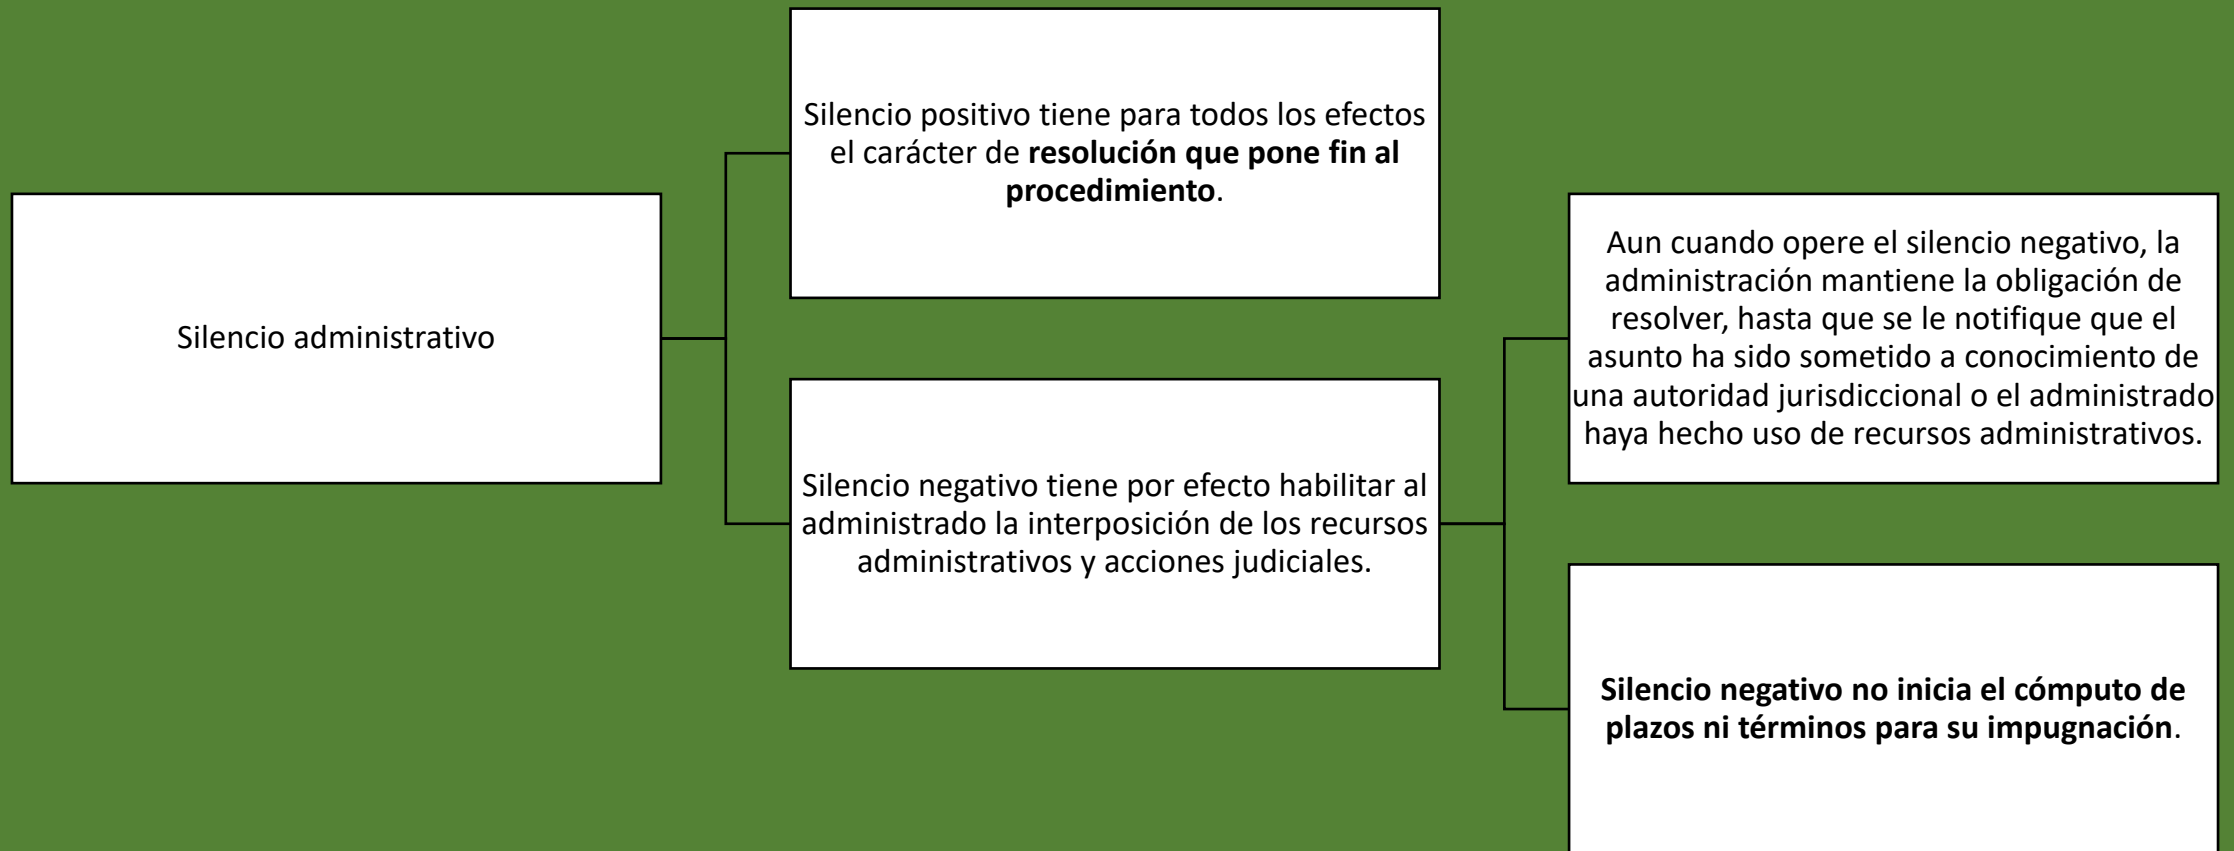 Silencio administrativo
Silencio positivo tiene para todos los efectos
el carácter de resolución que pone fin al
procedimiento.
Silencio negativo tiene por efecto habilitar al
administrado la interposición de los recursos
administrativos y acciones judiciales.
Aun cuando opere el silencio negativo, la
administración mantiene la obligación de
resolver, hasta que se le notifique que el
asunto ha sido sometido a conocimiento de
una autoridad jurisdiccional o el administrado
haya hecho uso de recursos administrativos.
Silencio negativo no inicia el cómputo de
plazos ni términos para su impugnación.